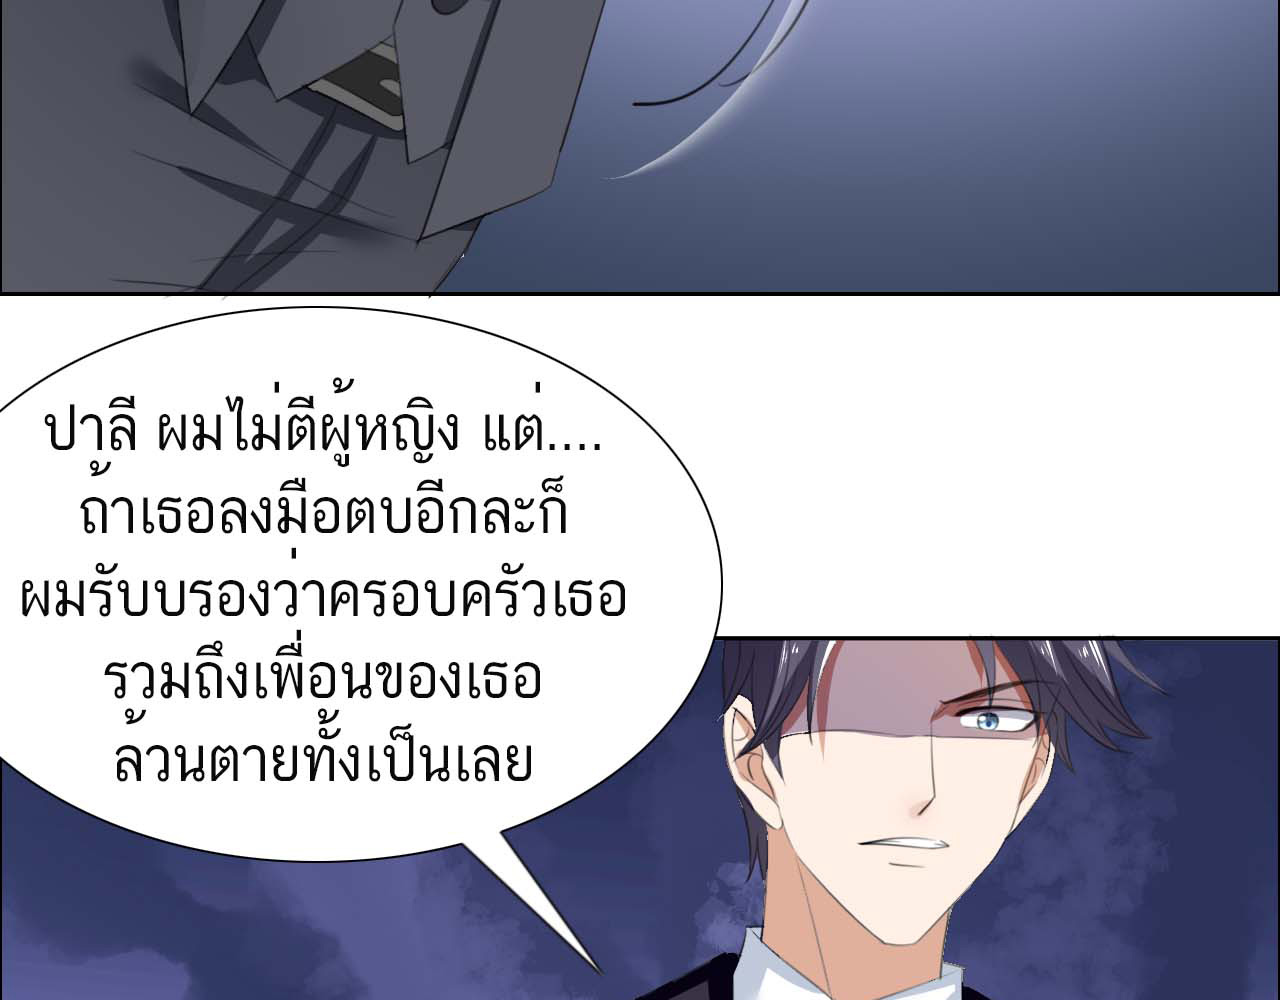 ปาลี ผมไม่ตีผู้หญิง แต่....
ถ้าเธอลงมือตบอีกละก็
ผมรับบรองว่าครอบครัวเธอ
รวมถึงเพื่อนของเธอ
ล้วนตายทั้งเป็นเลย